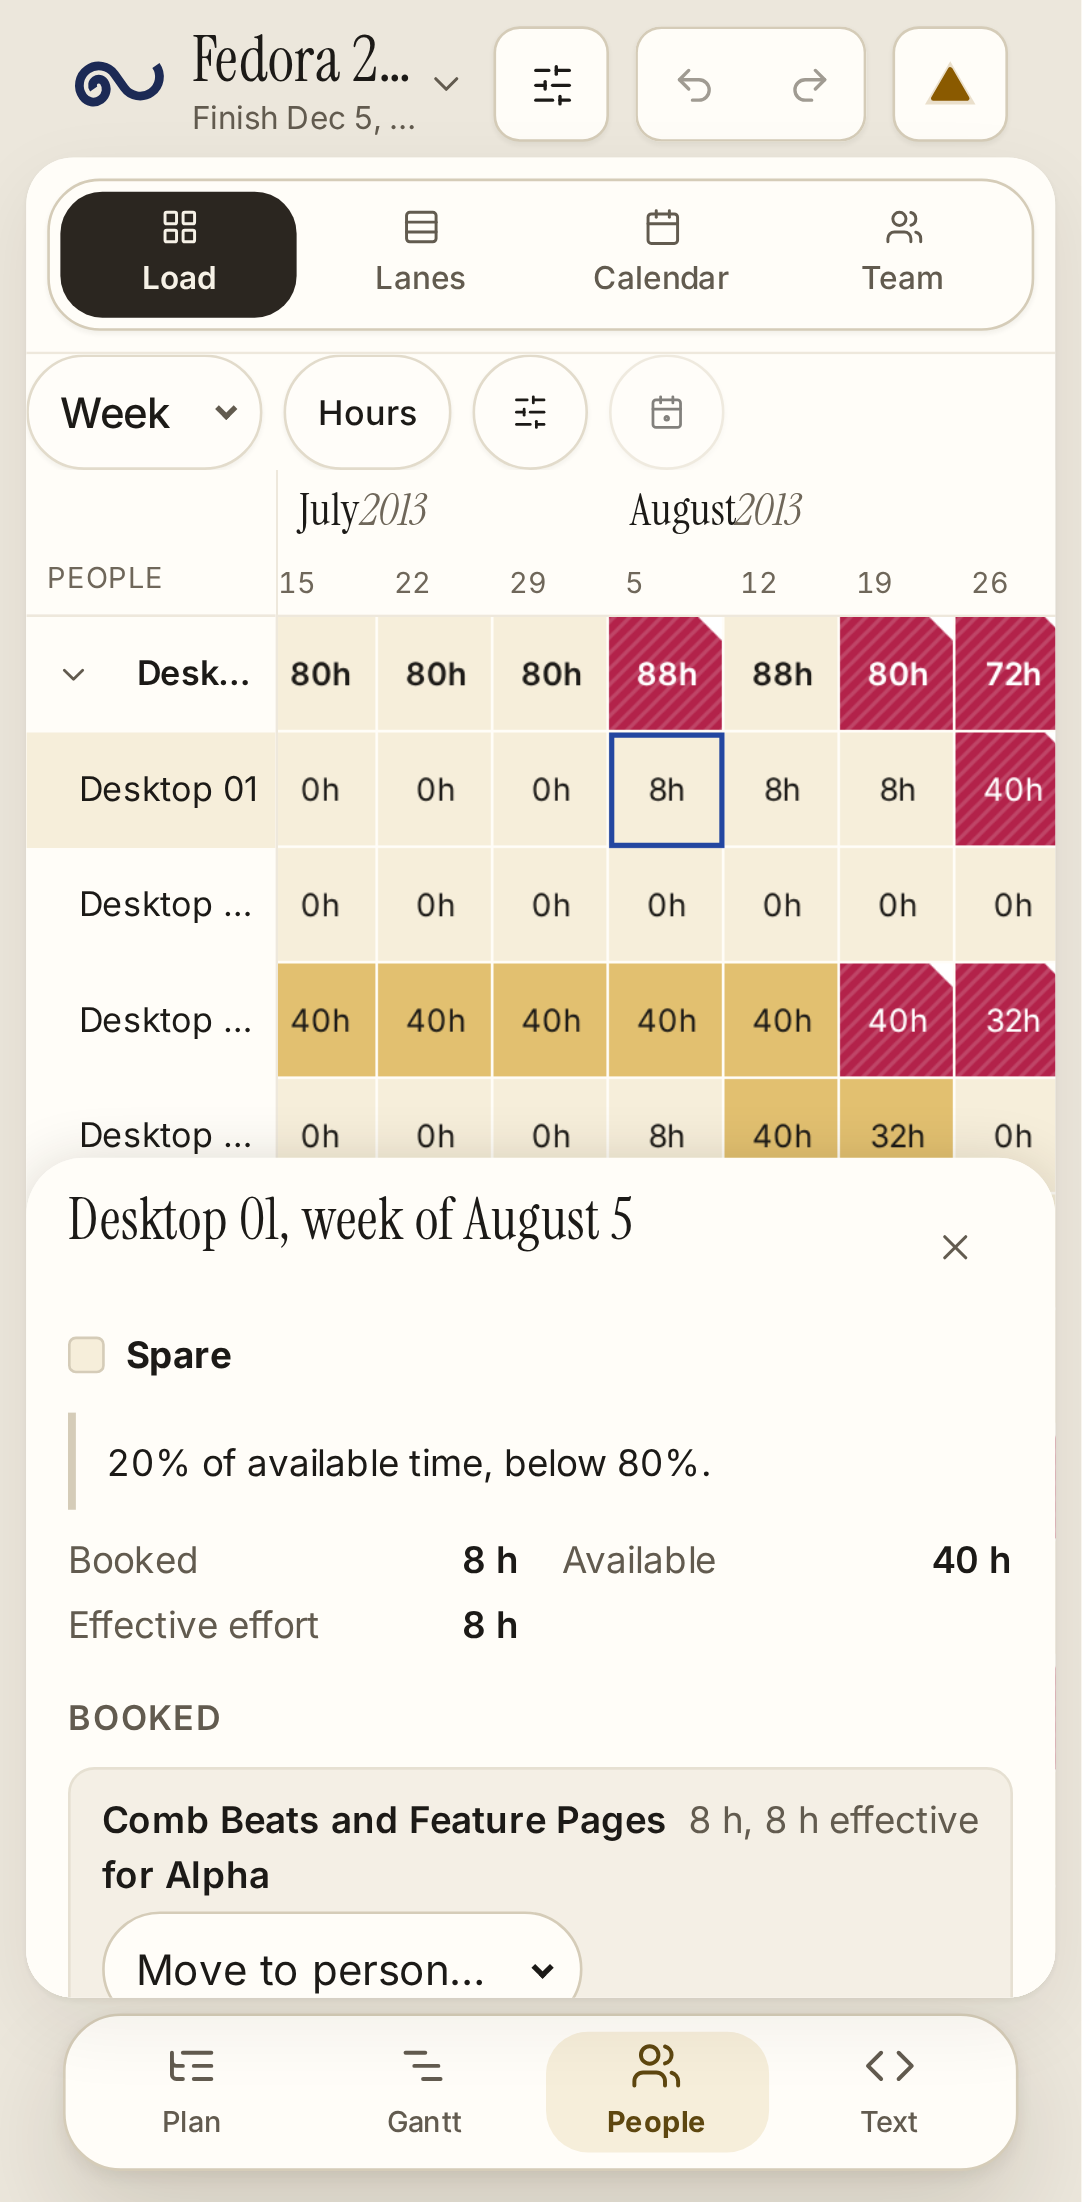 Fedora 2...
Finish Dec 5, ...
Load Lanes Calendar Team
Week Hours
July 2013 August 2013
PEOPLE 15 22 29 5 12 19 26
Desk... 80h 80h 80h 88h 88h 80h 72h
Desktop 01 0h 0h 0h 8h 8h 8h 40h
Desktop ... 0h 0h 0h 0h 0h 0h 0h
Desktop ... 40h 40h 40h 40h 40h 40h 32h
Desktop ... 0h 0h 0h 8h 40h 32h 0h
Desktop 01, week of August 5
Spare
20% of available time, below 80%.
Booked 8 h Available 40 h
Effective effort 8 h
BOOKED
Comb Beats and Feature Pages 8 h, 8 h effective
for Alpha
Move to person...
Plan Gantt People Text